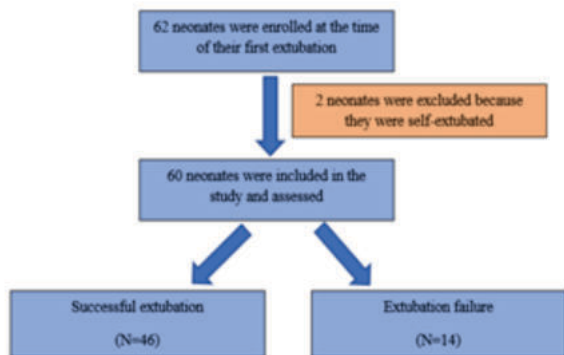 62 neonates were enrolled at the time
of their first extubation
2 neonates were excluded because
they were self-extubated
60 neonates were included in the
study and assessed
Successful extubation
(N=46)
Extubation failure
(N=14)